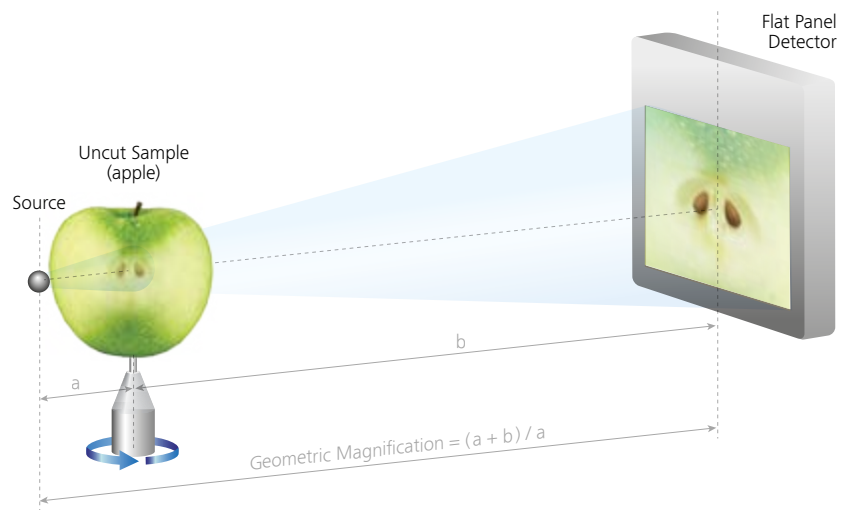 Flat Panel
Detector
Uncut Sample
(apple)
Source
b
a
Geometric Magnification = (a + b) / a